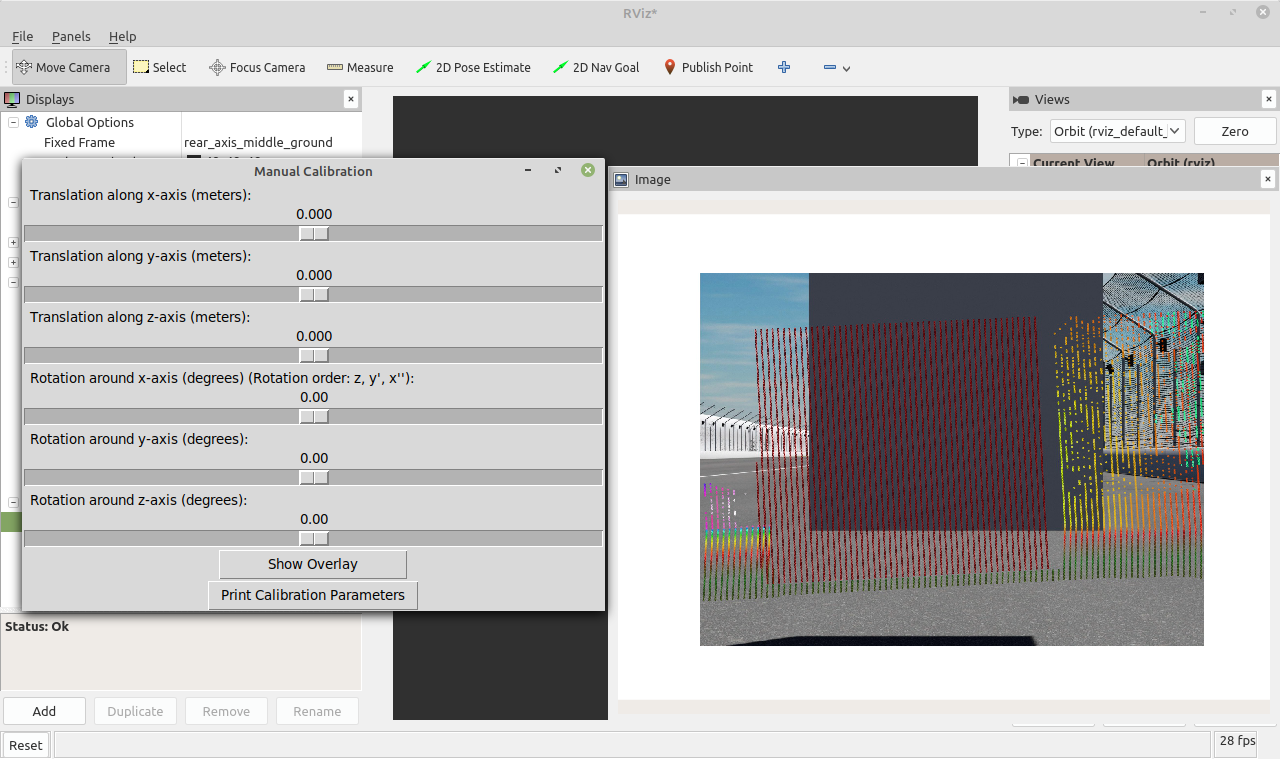 RViz*
File Panels Help
Move Camera Select Focus Camera Measure 2D Pose Estimate 2D Nav Goal Publish Point
Displays
Global Options
Fixed Frame rear_axis_middle_ground
Views
Type: Orbit (rviz_default_ Zero
Current View Orbit (rviz)
Manual Calibration
Translation along x-axis (meters):
0.000
Translation along y-axis (meters):
0.000
Translation along z-axis (meters):
0.000
Rotation around x-axis (degrees) (Rotation order: z, y', x''):
0.00
Rotation around y-axis (degrees):
0.00
Rotation around z-axis (degrees):
0.00
Show Overlay
Print Calibration Parameters
Image
Status: Ok
Add Duplicate Remove Rename
Reset
28 fps